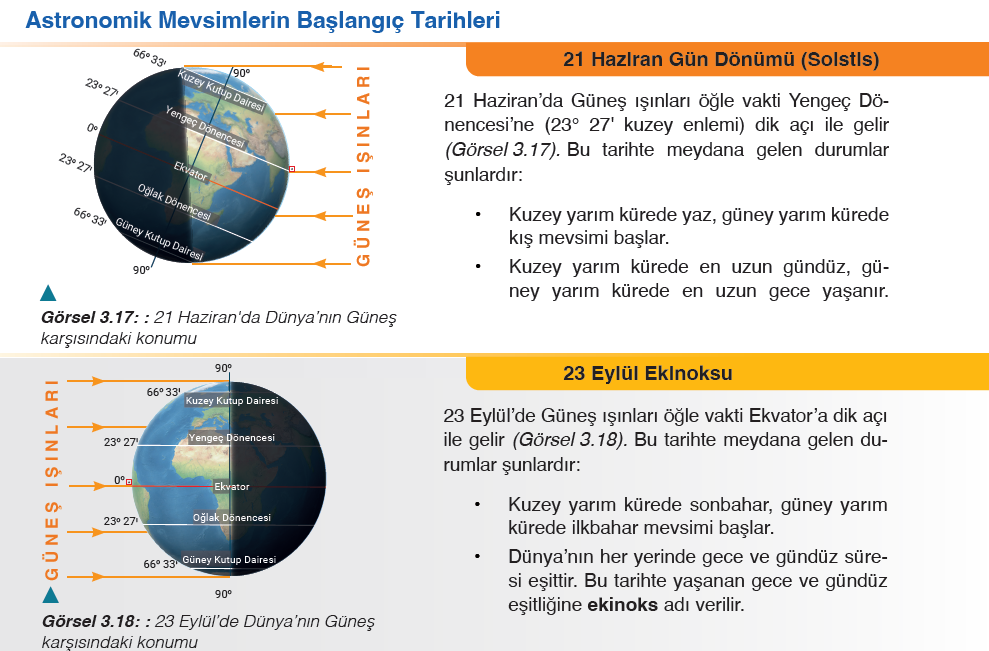 Astronomik Mevsimlerin Başlangıç Tarihleri
66° 33'
90°
23° 27'
0°
23° 27'
66° 33'
90°
Kuzey Kutup Dairesi
Yengeç Dönencesi
Ekvator
Oğlak Dönencesi
Güney Kutup Dairesi
GÜNEŞ IŞINLARI
Görsel 3.17: : 21 Haziran'da Dünya'nın Güneş
karşısındaki konumu
21 Haziran Gün Dönümü (Solstis)
21 Haziran'da Güneş ışınları öğle vakti Yengeç Dö-
nencesi'ne (23° 27' kuzey enlemi) dik açı ile gelir
(Görsel 3.17). Bu tarihte meydana gelen durumlar
şunlardır:
• Kuzey yarım kürede yaz, güney yarım kürede
kış mevsimi başlar.
• Kuzey yarım kürede en uzun gündüz, gü-
ney yarım kürede en uzun gece yaşanır.
GÜNEŞ IŞINLARI
90°
66° 33'
23° 27'
0°
23° 27'
66° 33'
90°
Kuzey Kutup Dairesi
Yengeç Dönencesi
Ekvator
Oğlak Dönencesi
Güney Kutup Dairesi
Görsel 3.18: : 23 Eylül'de Dünya'nın Güneş
karşısındaki konumu
23 Eylül Ekinoksu
23 Eylül'de Güneş ışınları öğle vakti Ekvator'a dik açı
ile gelir (Görsel 3.18). Bu tarihte meydana gelen du-
rumlar şunlardır:
• Kuzey yarım kürede sonbahar, güney yarım
kürede ilkbahar mevsimi başlar.
• Dünya'nın her yerinde gece ve gündüz süre-
si eşittir. Bu tarihte yaşanan gece ve gündüz
eşitliğine ekinoks adı verilir.